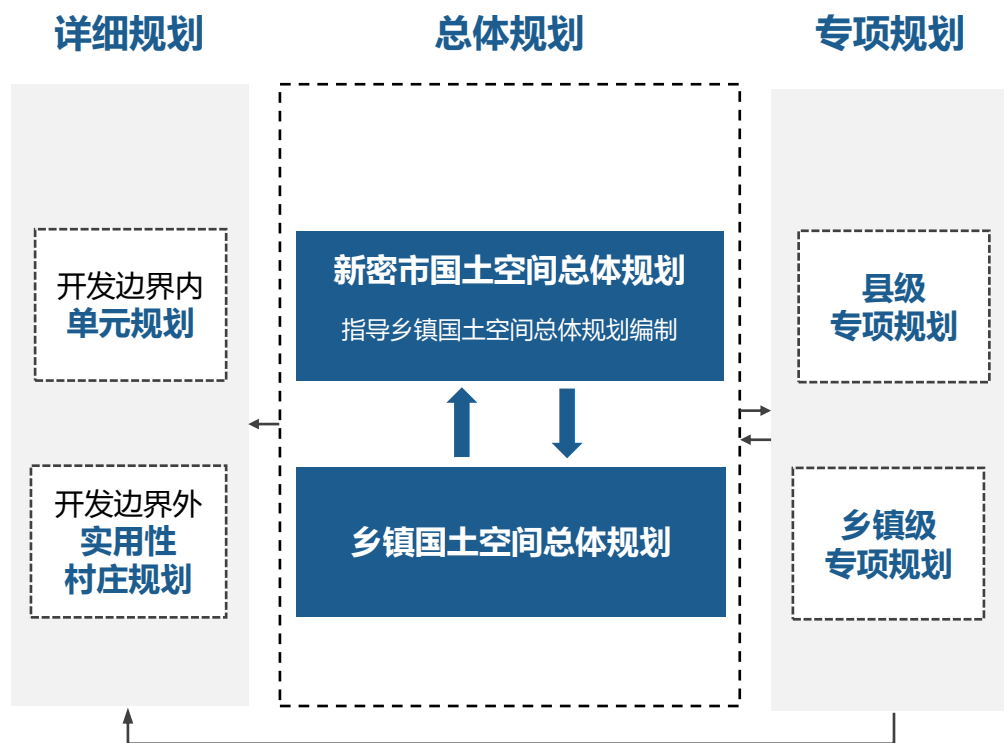 详细规划
总体规划
专项规划
开发边界内
单元规划
开发边界外
实用性
村庄规划
新密市国土空间总体规划
指导乡镇国土空间总体规划编制
乡镇国土空间总体规划
县级
专项规划
乡镇级
专项规划